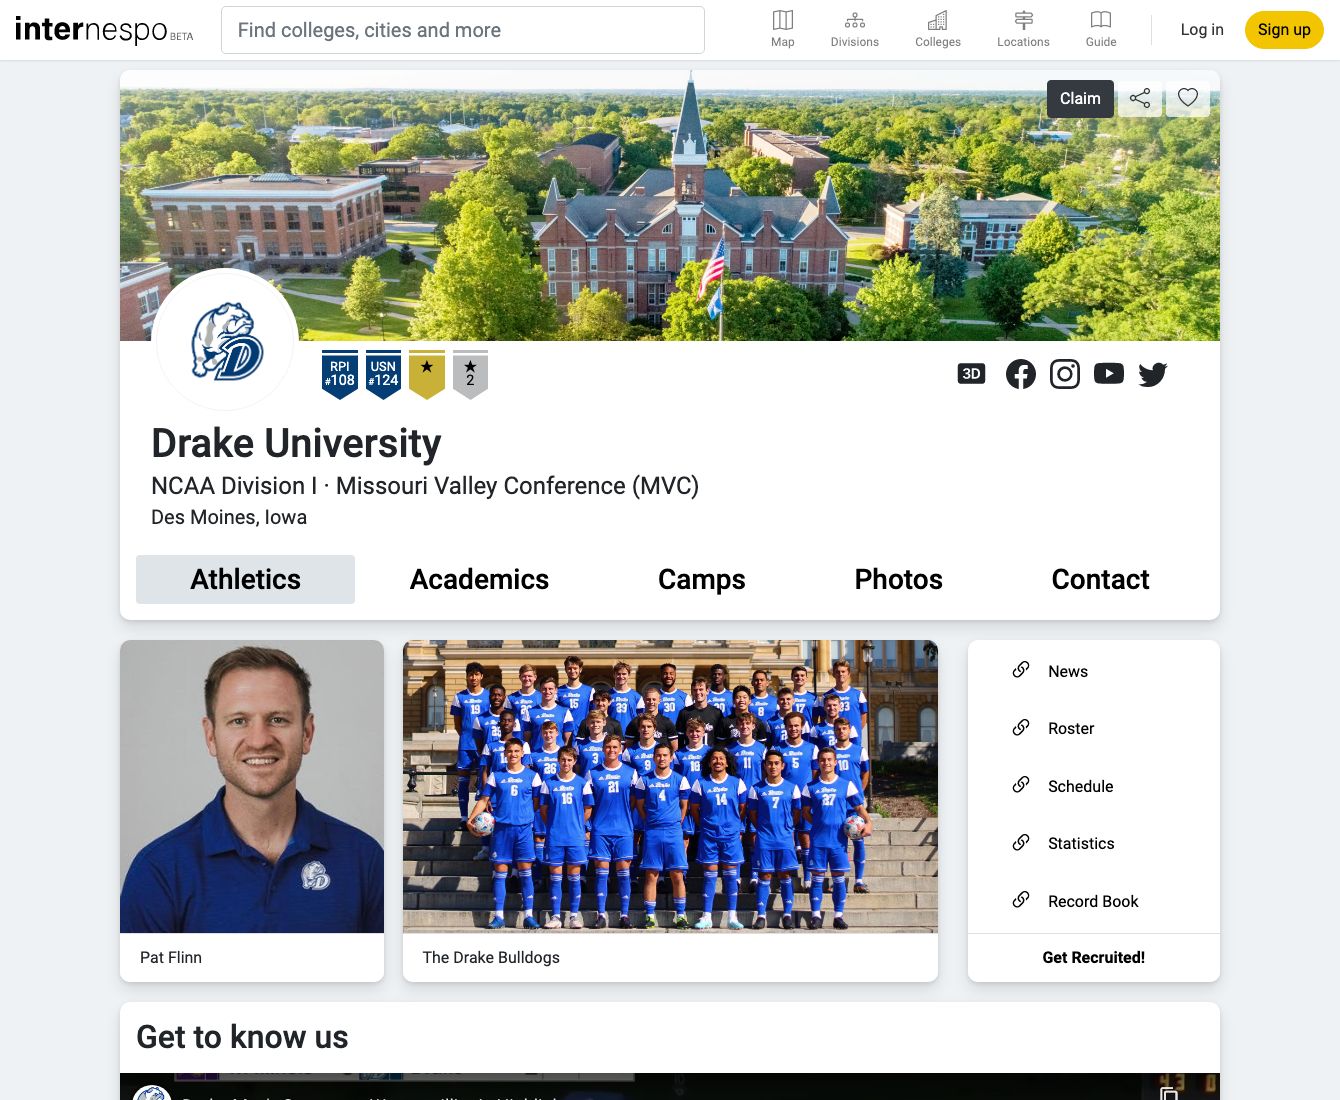 internespo BETA
Find colleges, cities and more
Map
Divisions
Colleges
Locations
Guide
Log in
Sign up
Claim
RPI
#108
USN
#124
★
★
2
3D
Drake University
NCAA Division I · Missouri Valley Conference (MVC)
Des Moines, Iowa
Athletics
Academics
Camps
Photos
Contact
Pat Flinn
The Drake Bulldogs
News
Roster
Schedule
Statistics
Record Book
Get Recruited!
Get to know us